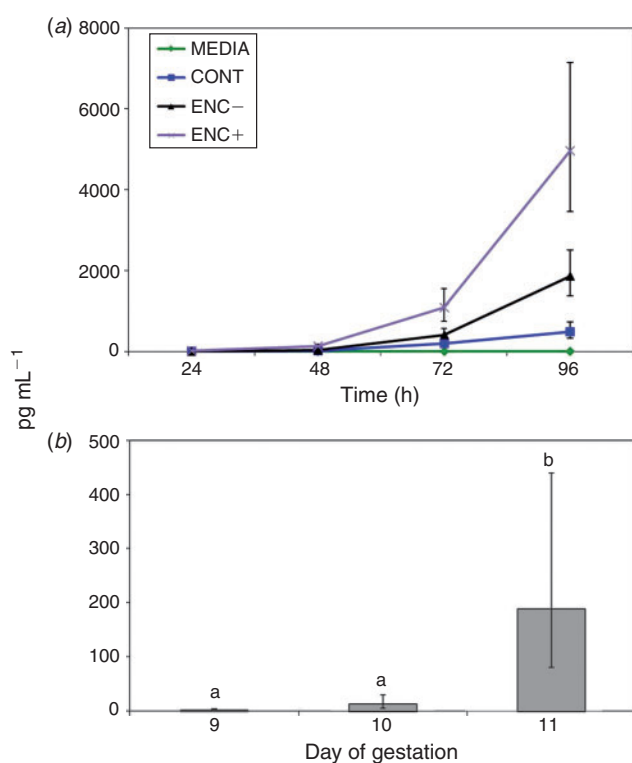 (a)
8000
6000
4000
2000
0
MEDIA
CONT
ENC−
ENC+
24 48 72 96
Time (h)
pg mL−1
(b)
500
400
300
200
100
0
a a b
9 10 11
Day of gestation